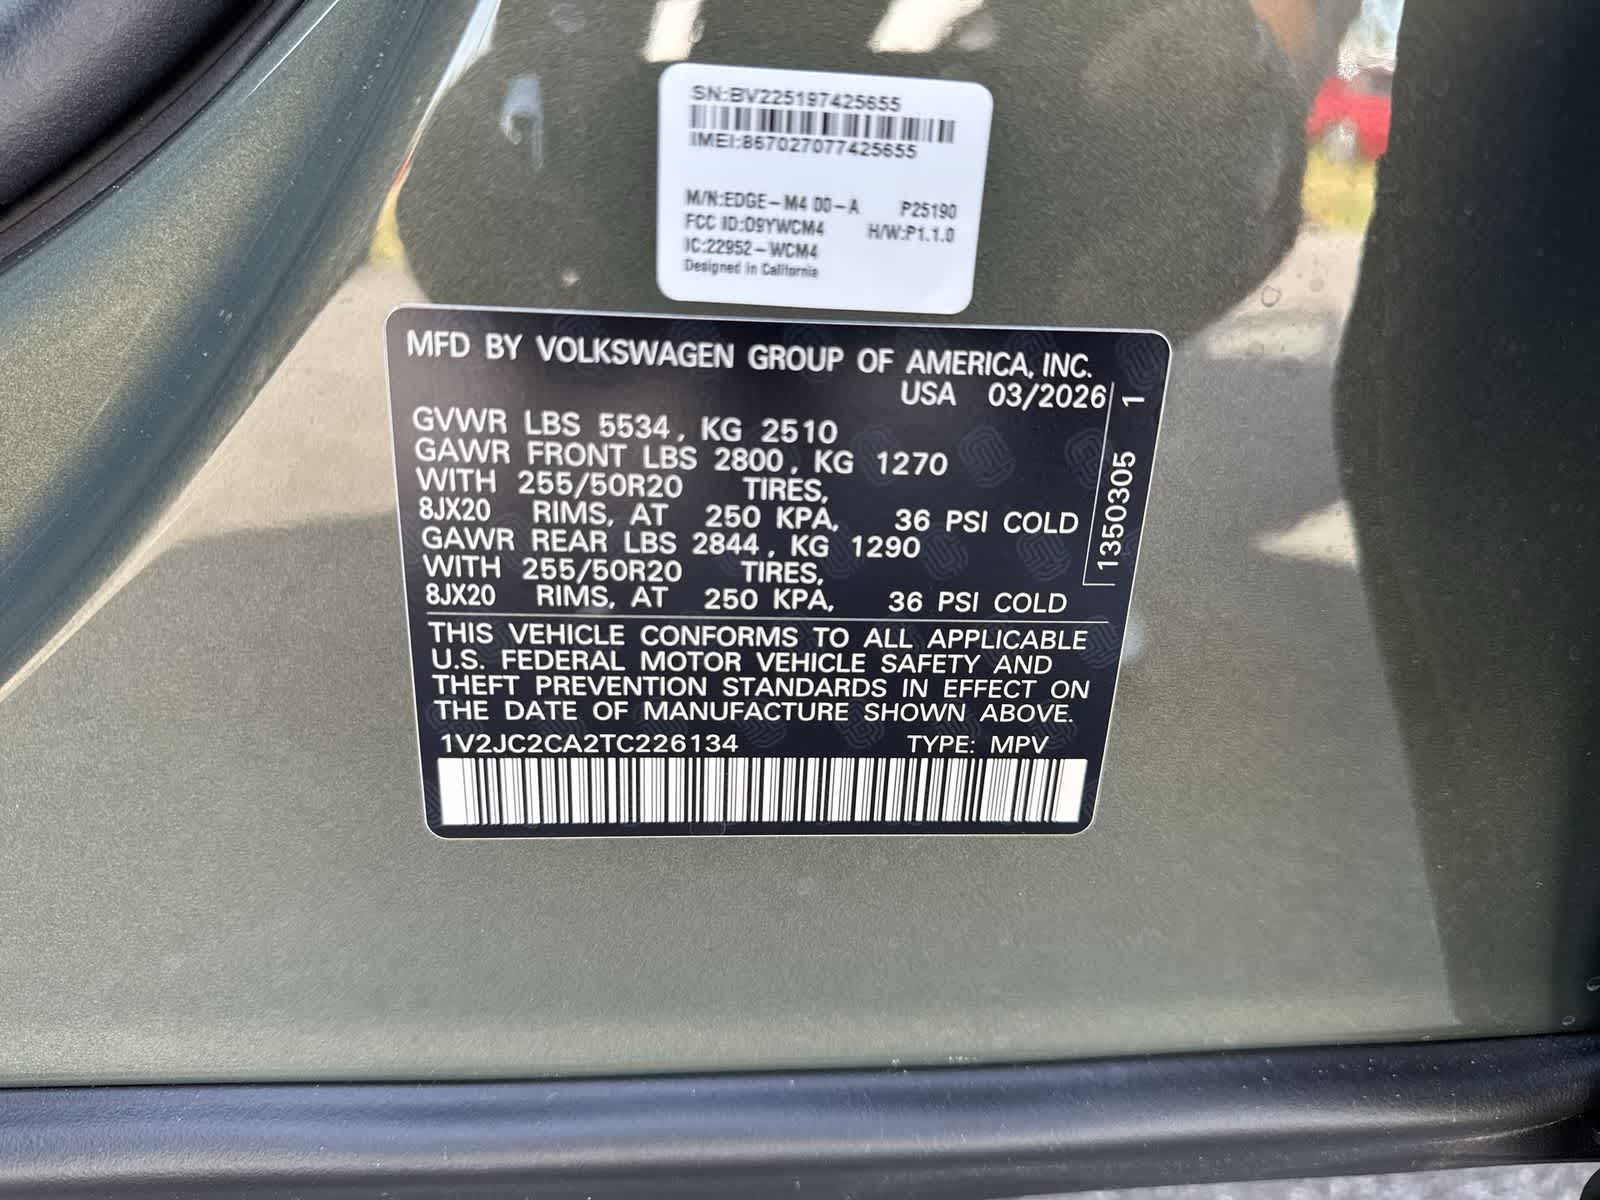 SN:BV225197425655
IMEI:867027077425655
M/N:EDGE-M4 00-A P25190
FCC ID:O9YWCM4 H/W:P1.1.0
IC:22952-WCM4
Designed in California
MFD BY VOLKSWAGEN GROUP OF AMERICA, INC.
USA 03/2026
GVWR LBS 5534, KG 2510
GAWR FRONT LBS 2800, KG 1270
WITH 255/50R20 TIRES,
8JX20 RIMS, AT 250 KPA, 36 PSI COLD
GAWR REAR LBS 2844, KG 1290
WITH 255/50R20 TIRES,
8JX20 RIMS, AT 250 KPA, 36 PSI COLD
1350305 1
THIS VEHICLE CONFORMS TO ALL APPLICABLE
U.S. FEDERAL MOTOR VEHICLE SAFETY AND
THEFT PREVENTION STANDARDS IN EFFECT ON
THE DATE OF MANUFACTURE SHOWN ABOVE.
1V2JC2CA2TC226134 TYPE: MPV